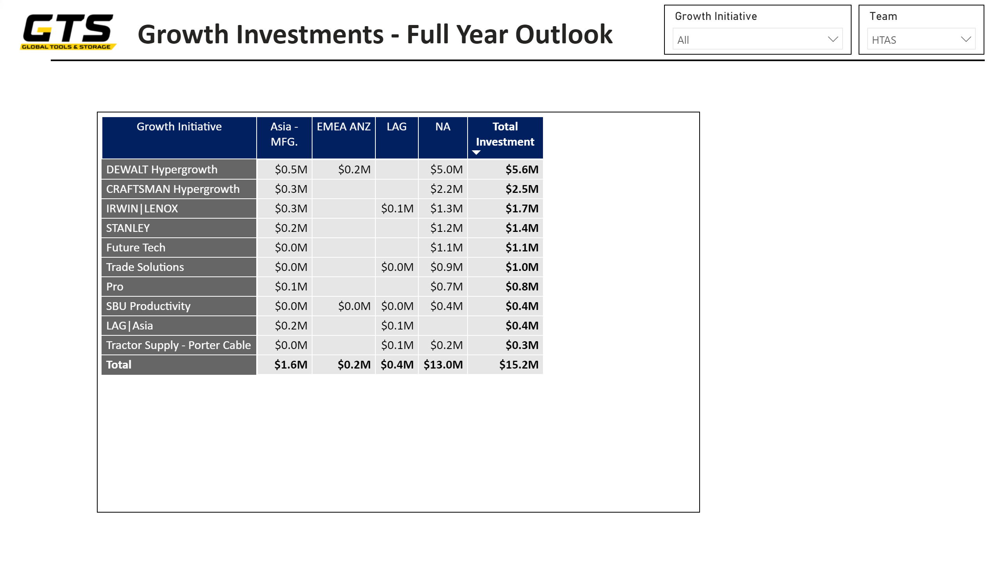 GTS
GLOBAL TOOLS & STORAGE
Growth Investments - Full Year Outlook
Growth Initiative
All
Team
HTAS
Growth Initiative Asia - MFG. EMEA ANZ LAG NA Total Investment
DEWALT Hypergrowth $0.5M $0.2M $5.0M $5.6M
CRAFTSMAN Hypergrowth $0.3M $2.2M $2.5M
IRWIN|LENOX $0.3M $0.1M $1.3M $1.7M
STANLEY $0.2M $1.2M $1.4M
Future Tech $0.0M $1.1M $1.1M
Trade Solutions $0.0M $0.0M $0.9M $1.0M
Pro $0.1M $0.7M $0.8M
SBU Productivity $0.0M $0.0M $0.0M $0.4M $0.4M
LAG|Asia $0.2M $0.1M $0.4M
Tractor Supply - Porter Cable $0.0M $0.1M $0.2M $0.3M
Total $1.6M $0.2M $0.4M $13.0M $15.2M